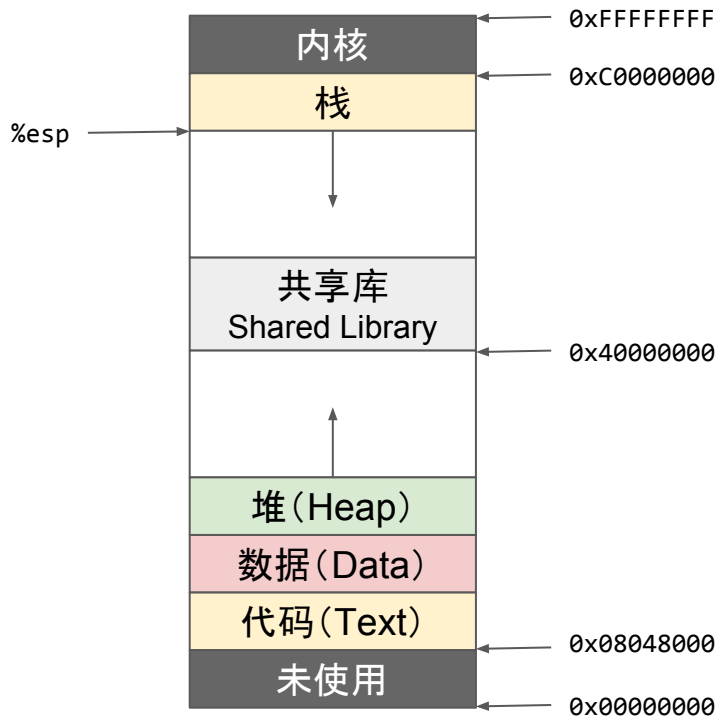 0xFFFFFFFF
内核
0xC0000000
栈
%esp
共享库
Shared Library
0x40000000
堆（Heap）
数据（Data）
代码（Text）
0x08048000
未使用
0x00000000